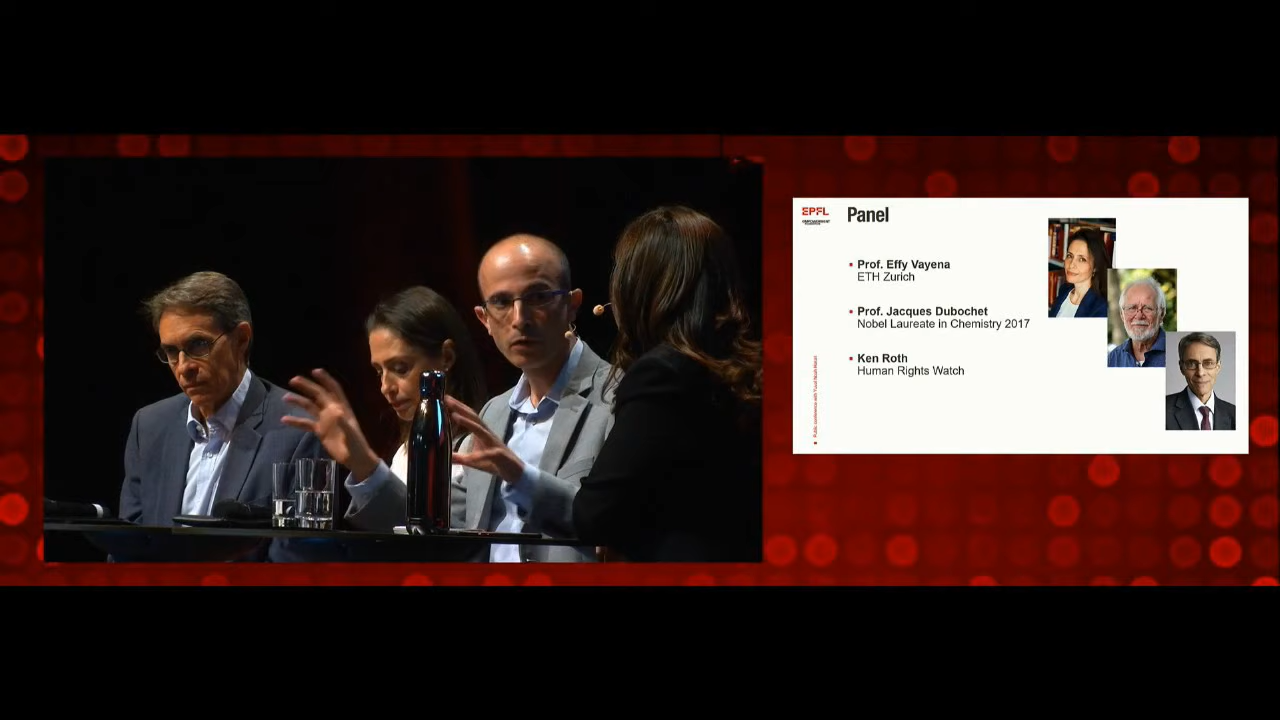 EPFL
Panel
Prof. Effy Vayena
ETH Zurich
Prof. Jacques Dubochet
Nobel Laureate in Chemistry 2017
Ken Roth
Human Rights Watch